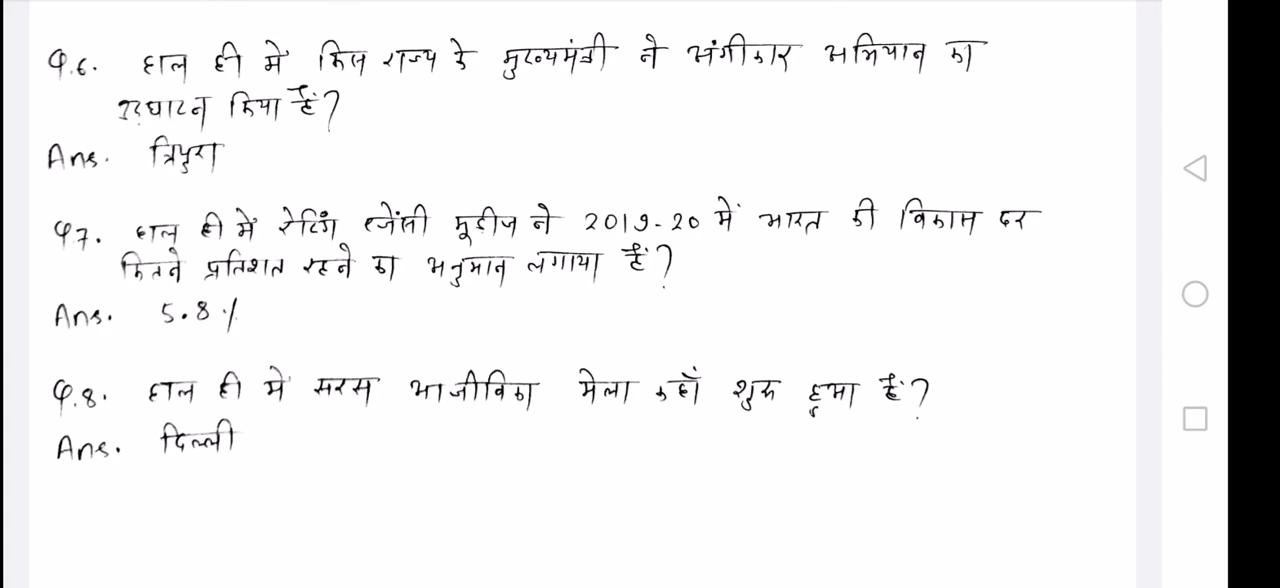 Q.6. हाल ही में किस राज्य के मुख्यमंत्री ने अंगीकार अभियान का
उद्घाटन किया हैं?
Ans. त्रिपुरा
Q7. हाल ही में रेटिंग एजेंसी मूडीज ने 2019-20 में भारत की विकास दर
कितने प्रतिशत रहने का अनुमान लगाया हैं?
Ans. 5.8%
Q.8. हाल ही में सरस आजीविका मेला कहाँ शुरू हुआ हैं?
Ans. दिल्ली